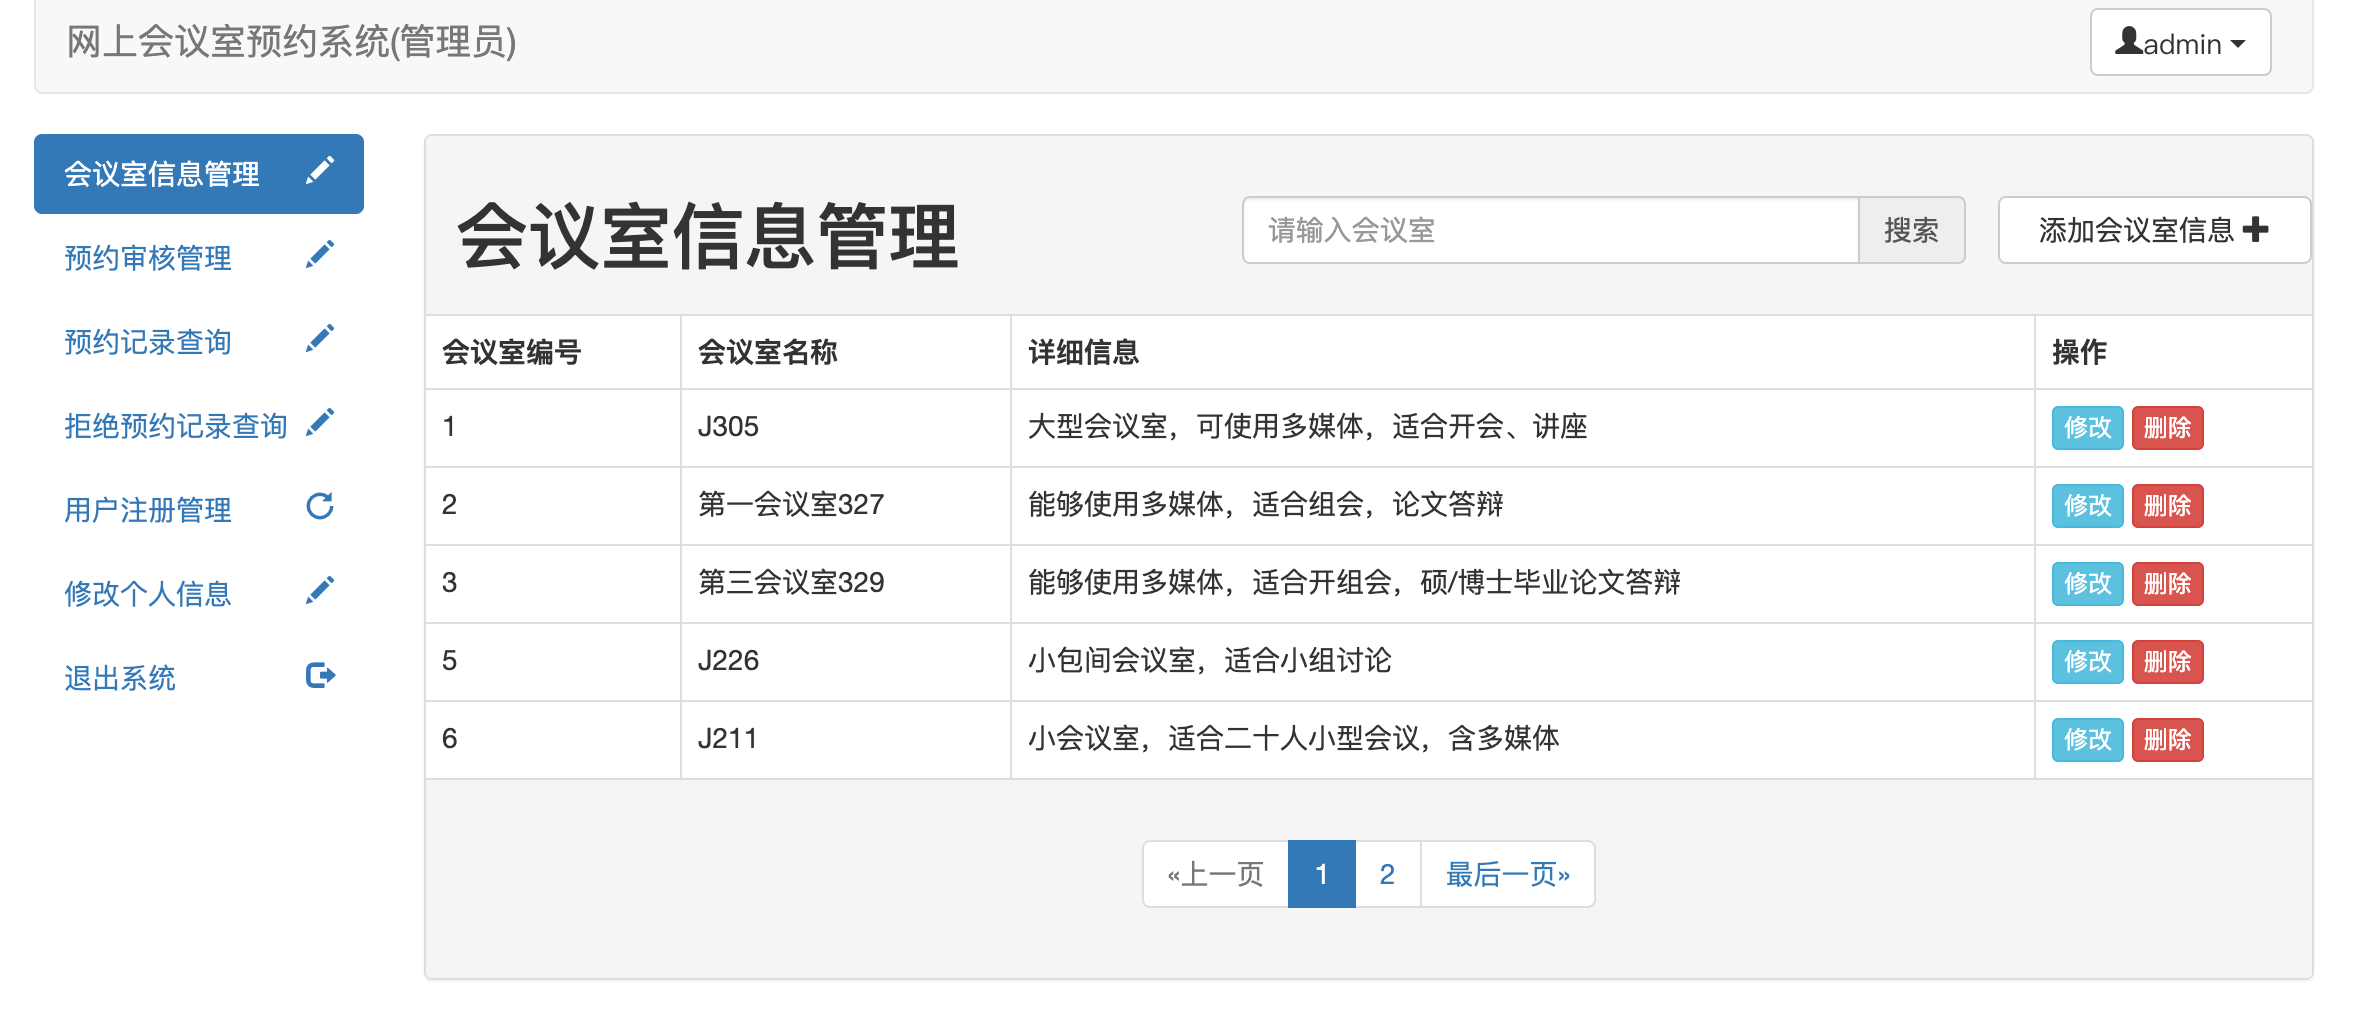 网上会议室预约系统(管理员)
admin
会议室信息管理
预约审核管理
预约记录查询
拒绝预约记录查询
用户注册管理
修改个人信息
退出系统
会议室信息管理
请输入会议室 搜索 添加会议室信息
会议室编号 会议室名称 详细信息 操作
1 J305 大型会议室，可使用多媒体，适合开会、讲座 修改 删除
2 第一会议室327 能够使用多媒体，适合组会，论文答辩 修改 删除
3 第三会议室329 能够使用多媒体，适合开组会，硕/博士毕业论文答辩 修改 删除
5 J226 小包间会议室，适合小组讨论 修改 删除
6 J211 小会议室，适合二十人小型会议，含多媒体 修改 删除
«上一页 1 2 最后一页»